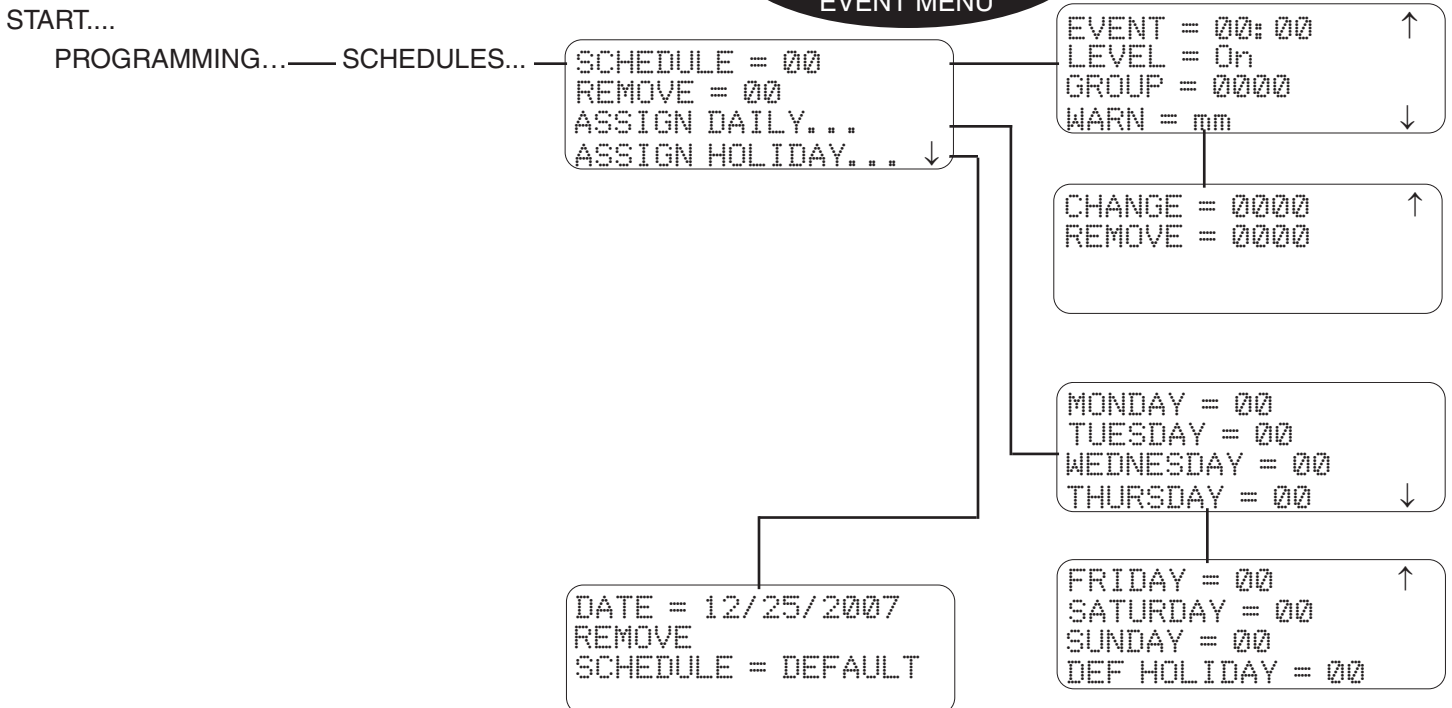 EVENT MENU
START....
PROGRAMMING... SCHEDULES...
SCHEDULE = 00
REMOVE = 00
ASSIGN DAILY...
ASSIGN HOLIDAY... ↓
EVENT = 00:00 ↑
LEVEL = On
GROUP = 0000
WARN = mm ↓
CHANGE = 0000 ↑
REMOVE = 0000
MONDAY = 00
TUESDAY = 00
WEDNESDAY = 00
THURSDAY = 00 ↓
FRIDAY = 00 ↑
SATURDAY = 00
SUNDAY = 00
DEF HOLIDAY = 00
DATE = 12/25/2007
REMOVE
SCHEDULE = DEFAULT